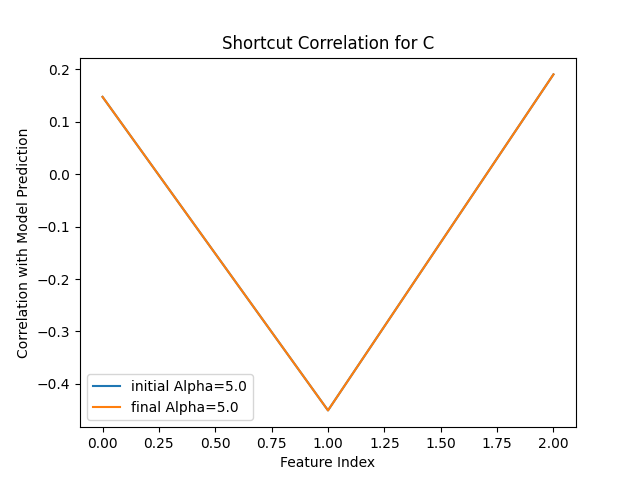 Shortcut Correlation for C
Correlation with Model Prediction
0.2
0.1
0.0
−0.1
−0.2
−0.3
−0.4
initial Alpha=5.0
final Alpha=5.0
0.00 0.25 0.50 0.75 1.00 1.25 1.50 1.75 2.00
Feature Index